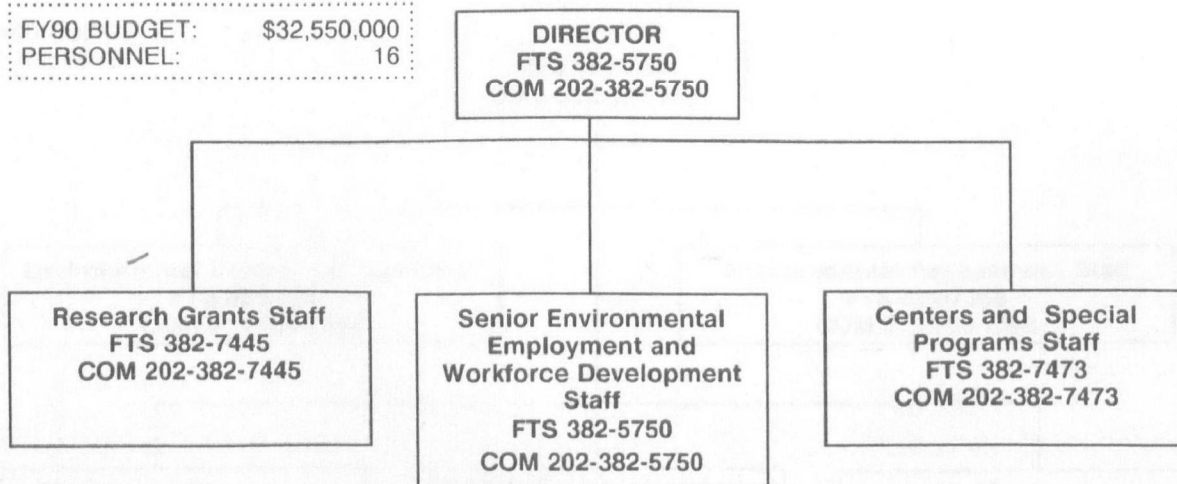 FY90 BUDGET: $32,550,000
PERSONNEL: 16
DIRECTOR
FTS 382-5750
COM 202-382-5750
Research Grants Staff
FTS 382-7445
COM 202-382-7445
Senior Environmental
Employment and
Workforce Development
Staff
FTS 382-5750
COM 202-382-5750
Centers and Special
Programs Staff
FTS 382-7473
COM 202-382-7473